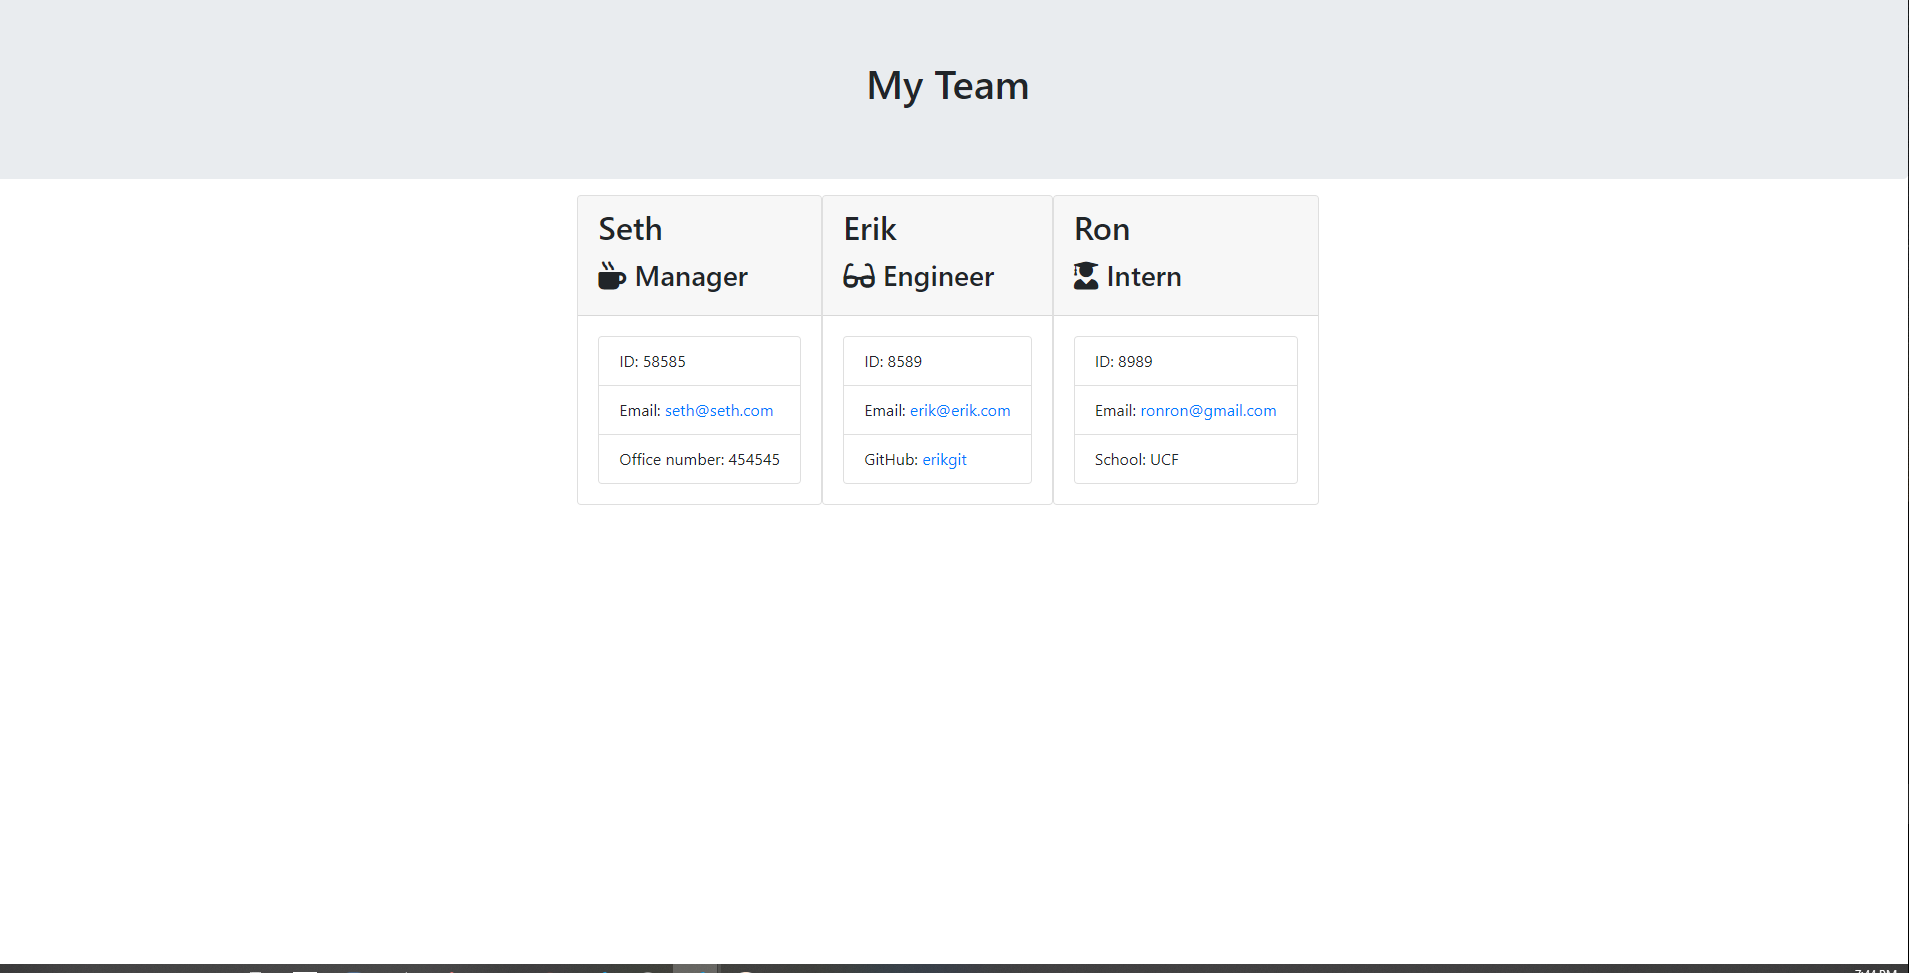 My Team
Seth
Manager
ID: 58585
Email: seth@seth.com
Office number: 454545
Erik
Engineer
ID: 8589
Email: erik@erik.com
GitHub: erikgit
Ron
Intern
ID: 8989
Email: ronron@gmail.com
School: UCF